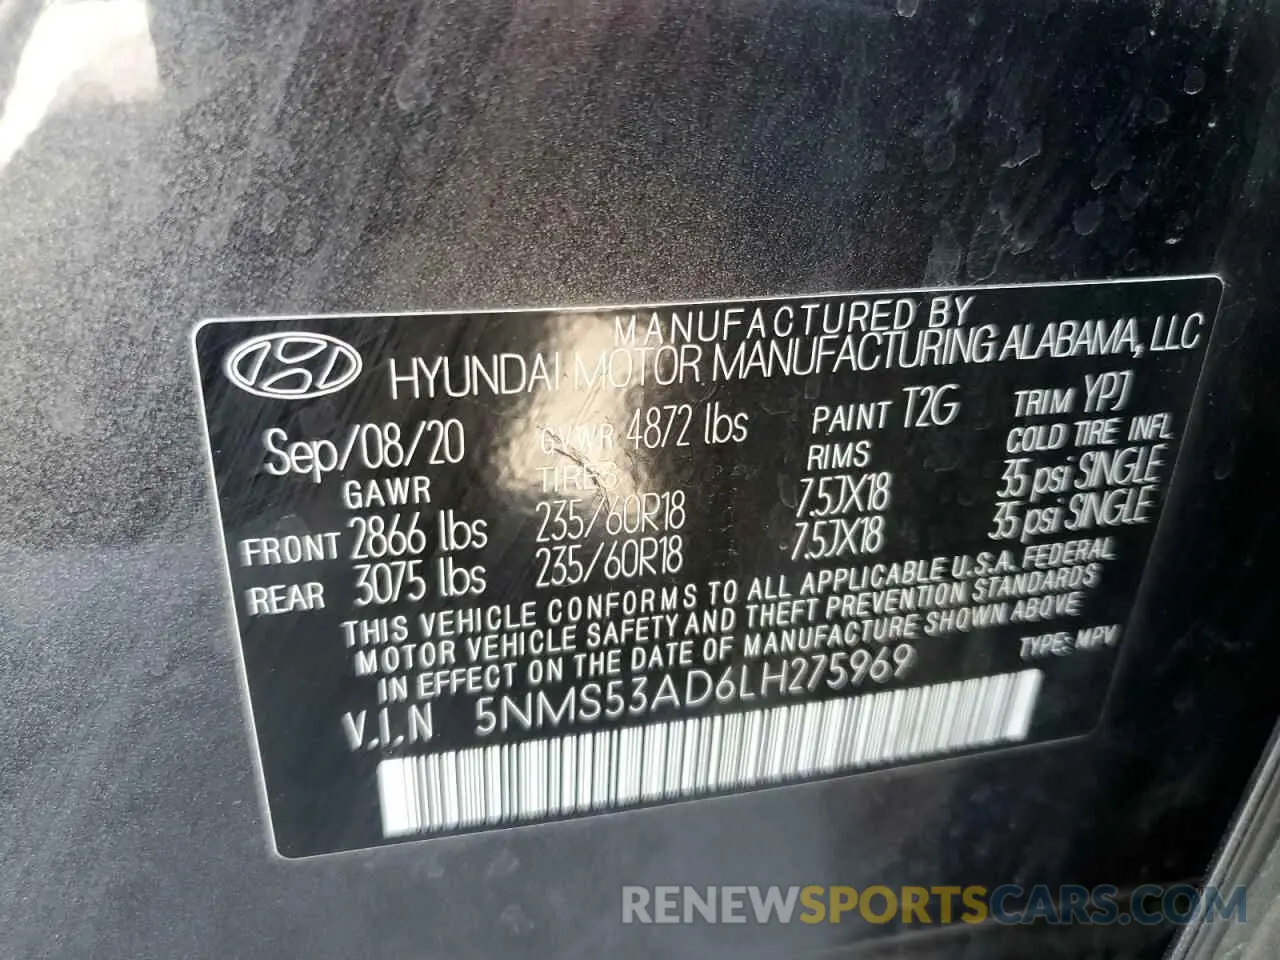 MANUFACTURED BY
HYUNDAI MOTOR MANUFACTURING ALABAMA, LLC
Sep/08/20 GVWR 4872 lbs PAINT T2G TRIM YPJ
GAWR TIRES RIMS COLD TIRE INFL
FRONT 2866 lbs 235/60R18 7.5JX18 35 psi SINGLE
REAR 3075 lbs 235/60R18 7.5JX18 35 psi SINGLE
THIS VEHICLE CONFORMS TO ALL APPLICABLE U.S.A. FEDERAL
MOTOR VEHICLE SAFETY AND THEFT PREVENTION STANDARDS
IN EFFECT ON THE DATE OF MANUFACTURE SHOWN ABOVE
V.I.N 5NMS53AD6LH275969 TYPE: MPV
RENEWSPORTSCARS.COM